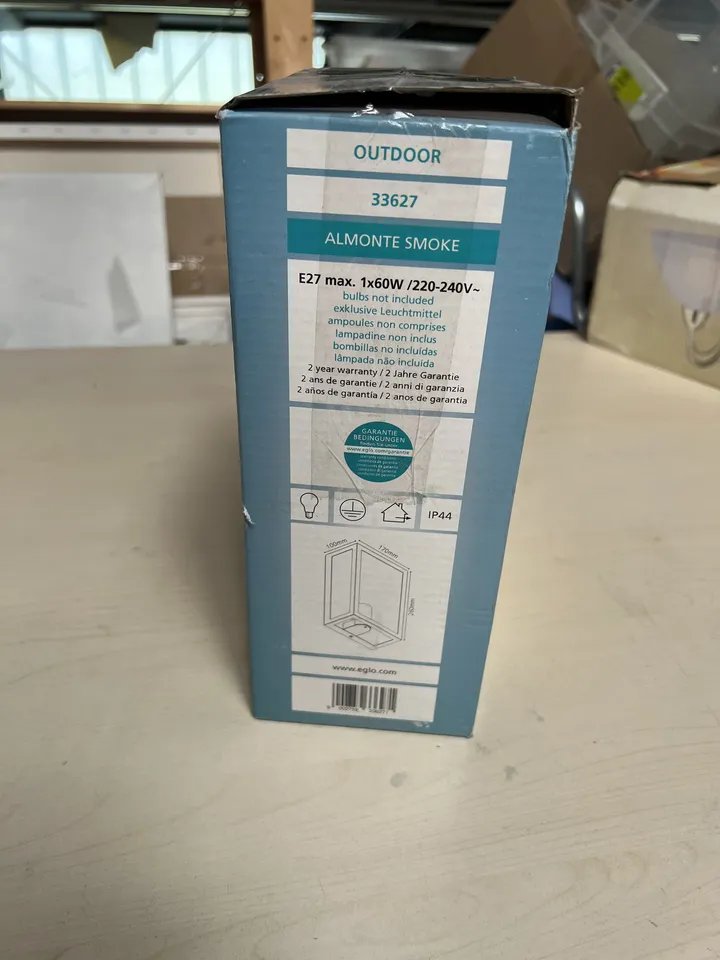 OUTDOOR
33627
ALMONTE SMOKE
E27 max. 1x60W /220-240V~
bulbs not included
exklusive Leuchtmittel
ampoules non comprises
lampadine non inclus
bombillas no incluídas
lâmpada não incluida
2 year warranty / 2 Jahre Garantie
2 ans de garantie / 2 anni di garanzia
2 años de garantía / 2 anos de garantia
GARANTIE
BEDINGUNGEN
www.eglo.com/garantie
IP44
100mm
170mm
260mm
www.eglo.com